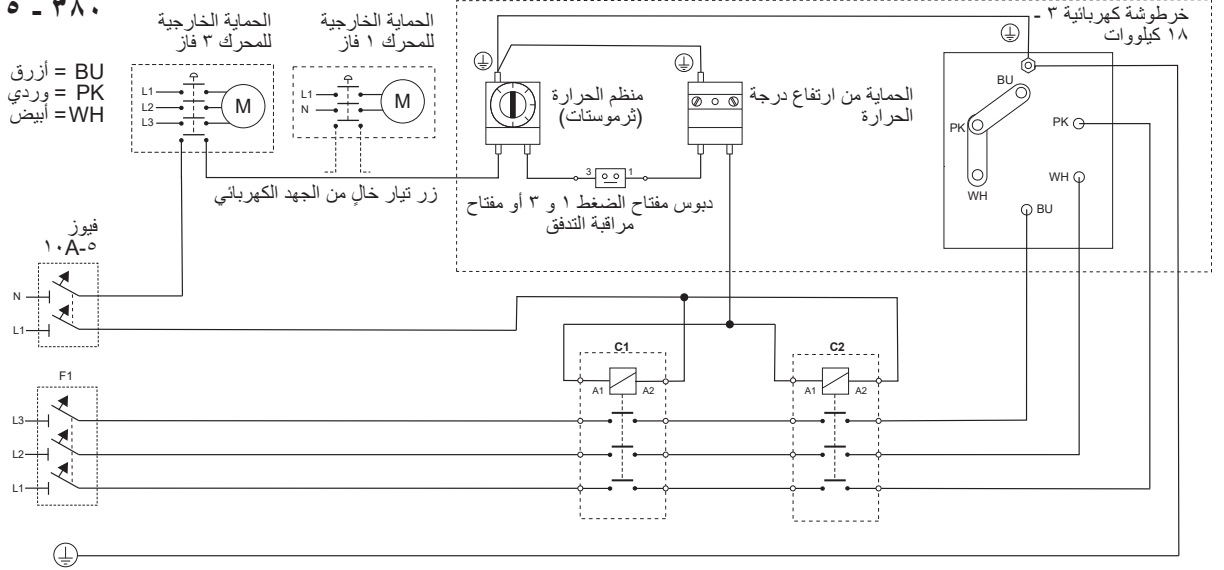 ٣٨٠ - ٥
الحماية الخارجية
للمحرك ٣ فاز
الحماية الخارجية
للمحرك ١ فاز
خرطوشة كهربائية ٣ -
١٨ كيلووات
BU = أزرق
PK = وردي
WH = أبيض
L1
L2
L3
M
L1
N
M
منظم الحرارة
(ثرموستات)
الحماية من ارتفاع درجة
الحرارة
BU
PK
WH
PK
WH
BU
زر تيار خالٍ من الجهد الكهربائي
3
1
دبوس مفتاح الضغط ١ و ٣ أو مفتاح
مراقبة التدفق
فيوز
١٠A-٥
N
L1
C1
A1
A2
C2
A1
A2
F1
L3
L2
L1